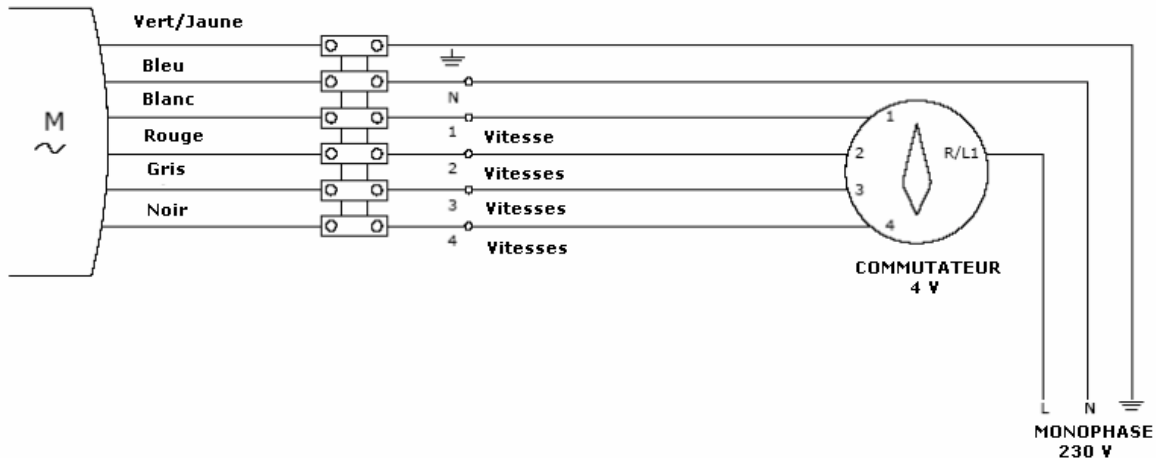 Vert/Jaune
Bleu
N
Blanc
1 Vitesse
Rouge
2 Vitesses
Gris
3 Vitesses
Noir
4 Vitesses
M
~
1
2
3
4
R/L1
COMMUTATEUR
4 V
L N
MONOPHASE
230 V